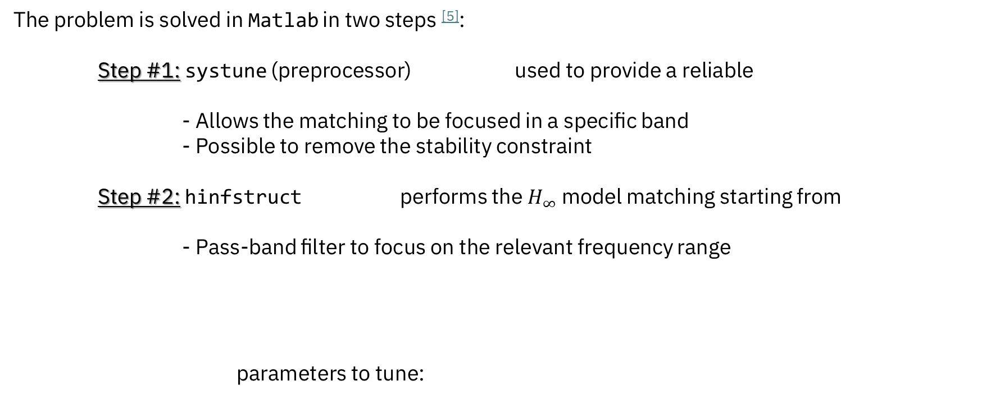 The problem is solved in Matlab in two steps [5]:
Step #1: systune (preprocessor) used to provide a reliable
- Allows the matching to be focused in a specific band
- Possible to remove the stability constraint
Step #2: hinfstruct performs the H∞ model matching starting from
- Pass-band filter to focus on the relevant frequency range
parameters to tune: